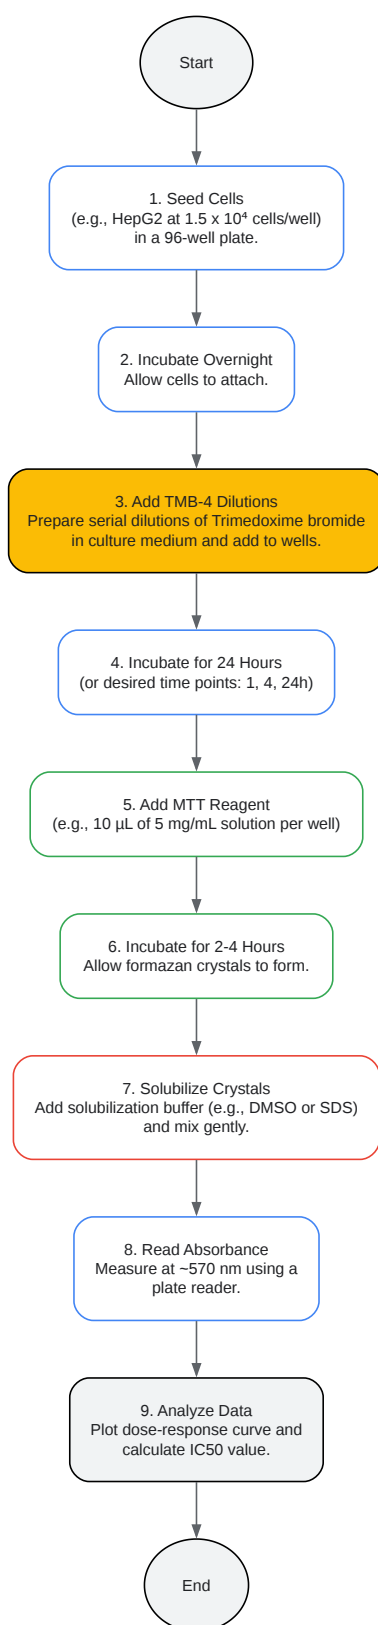 Start
1. Seed Cells
(e.g., HepG2 at 1.5 x 10⁴ cells/well)
in a 96-well plate.
2. Incubate Overnight
Allow cells to attach.
3. Add TMB-4 Dilutions
Prepare serial dilutions of Trimedoxime bromide
in culture medium and add to wells.
4. Incubate for 24 Hours
(or desired time points: 1, 4, 24h)
5. Add MTT Reagent
(e.g., 10 µL of 5 mg/mL solution per well)
6. Incubate for 2-4 Hours
Allow formazan crystals to form.
7. Solubilize Crystals
Add solubilization buffer (e.g., DMSO or SDS)
and mix gently.
8. Read Absorbance
Measure at ~570 nm using a
plate reader.
9. Analyze Data
Plot dose-response curve and
calculate IC50 value.
End